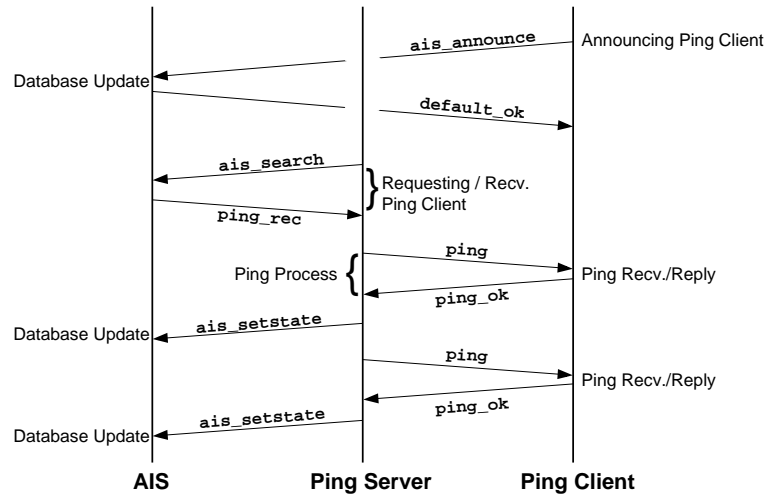 ais_announce
Announcing Ping Client
Database Update
default_ok
ais_search
Requesting / Recv.
Ping Client
ping_rec
ping
Ping Process
Ping Recv./Reply
ping_ok
ais_setstate
Database Update
ping
Ping Recv./Reply
ping_ok
ais_setstate
Database Update
AIS
Ping Server
Ping Client